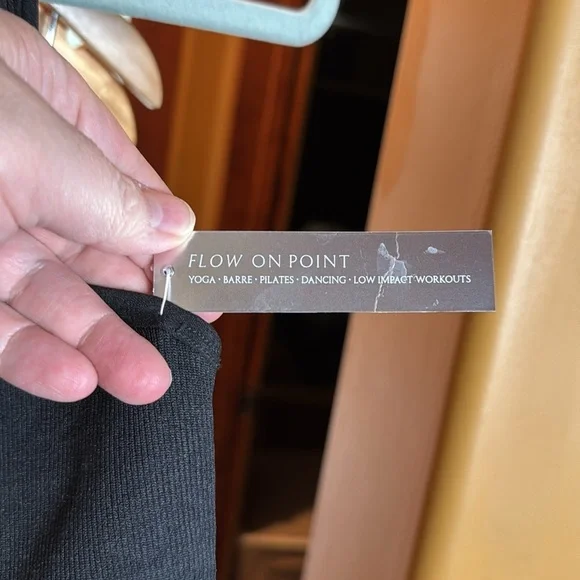 FLOW ON POINT
YOGA · BARRE · PILATES · DANCING · LOW IMPACT WORKOUTS